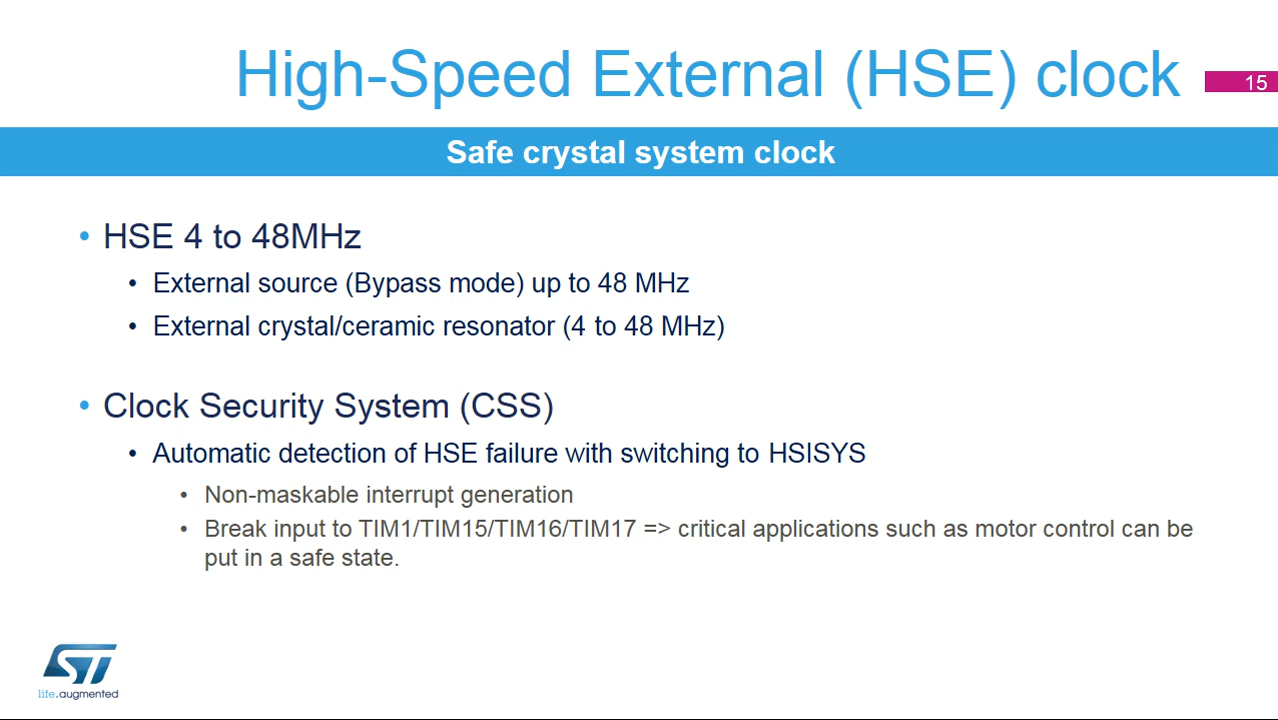 High-Speed External (HSE) clock
15
Safe crystal system clock
• HSE 4 to 48MHz
• External source (Bypass mode) up to 48 MHz
• External crystal/ceramic resonator (4 to 48 MHz)
• Clock Security System (CSS)
• Automatic detection of HSE failure with switching to HSISYS
• Non-maskable interrupt generation
• Break input to TIM1/TIM15/TIM16/TIM17 => critical applications such as motor control can be
put in a safe state.
ST
life.augmented